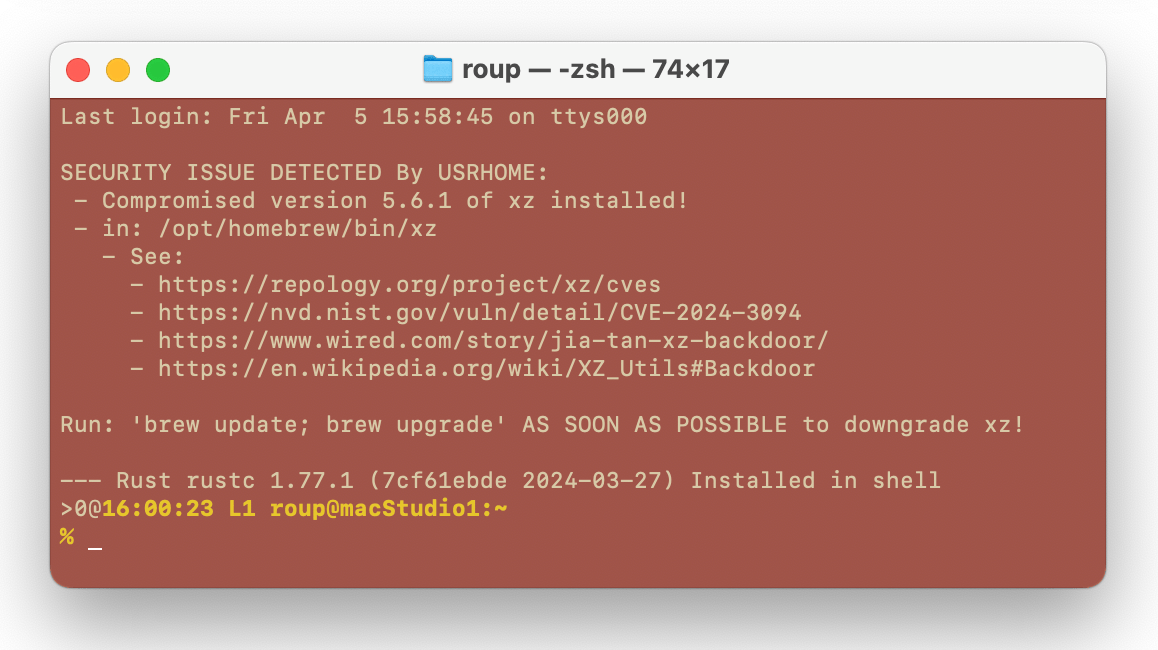 roup — -zsh — 74×17
Last login: Fri Apr  5 15:58:45 on ttys000
SECURITY ISSUE DETECTED By USRHOME:
 - Compromised version 5.6.1 of xz installed!
 - in: /opt/homebrew/bin/xz
   - See:
     - https://repology.org/project/xz/cves
     - https://nvd.nist.gov/vuln/detail/CVE-2024-3094
     - https://www.wired.com/story/jia-tan-xz-backdoor/
     - https://en.wikipedia.org/wiki/XZ_Utils#Backdoor
Run: 'brew update; brew upgrade' AS SOON AS POSSIBLE to downgrade xz!
--- Rust rustc 1.77.1 (7cf61ebde 2024-03-27) Installed in shell
>0@16:00:23 L1 roup@macStudio1:~
% _